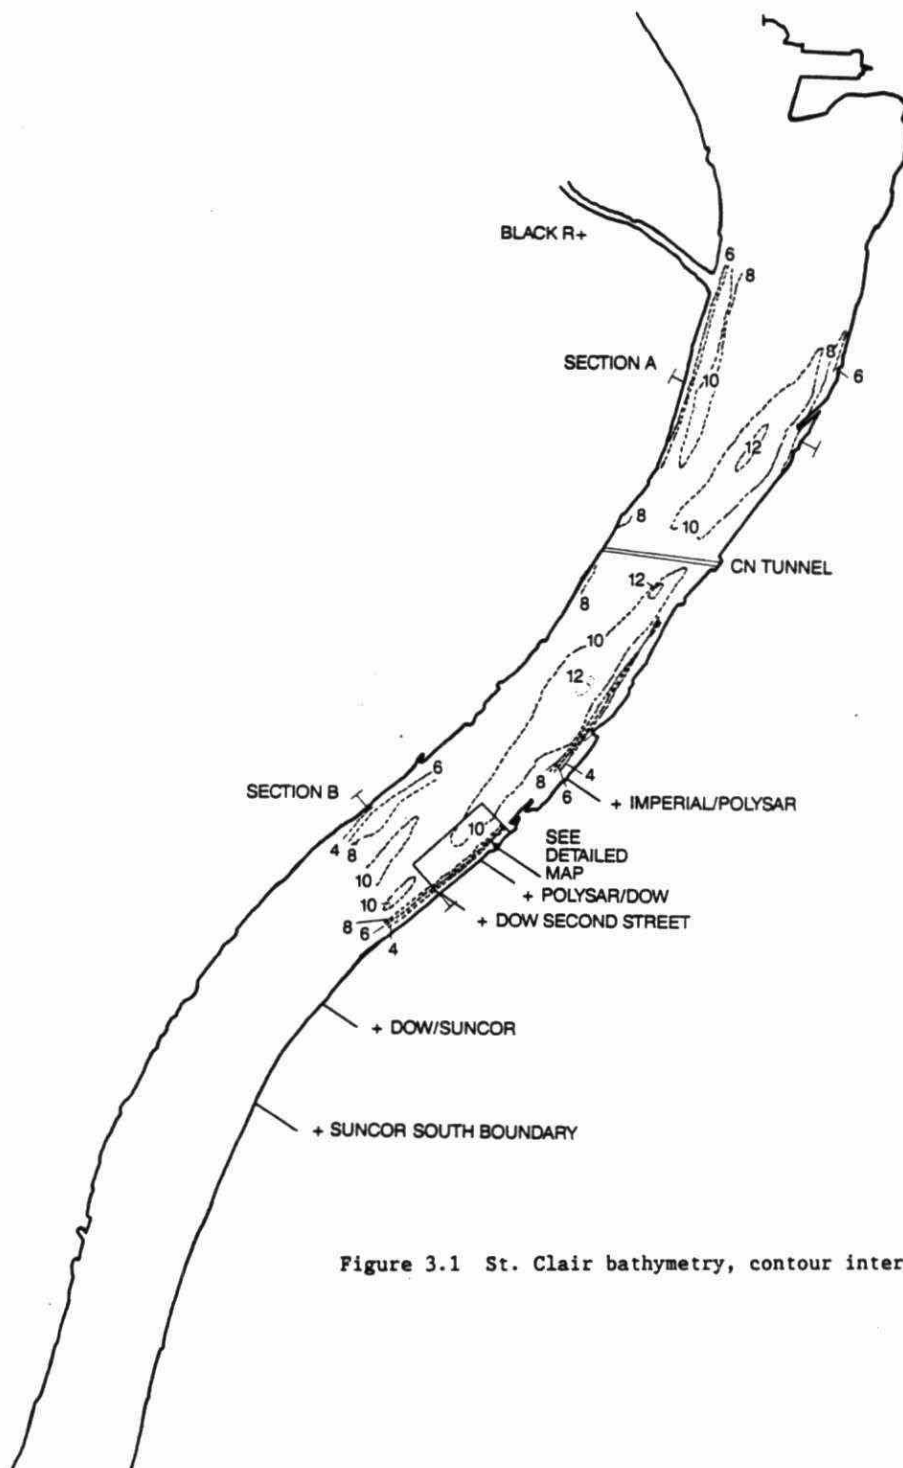 BLACK R+
6
8
SECTION A
10
8
6
12
8
10
CN TUNNEL
12
8
10
12
6
8
4
6
SECTION B
+ IMPERIAL/POLYSAR
10
SEE
DETAILED
MAP
4
8
10
+ POLYSAR/DOW
10
+ DOW SECOND STREET
8
6
4
+ DOW/SUNCOR
+ SUNCOR SOUTH BOUNDARY
Figure 3.1 St. Clair bathymetry, contour inter